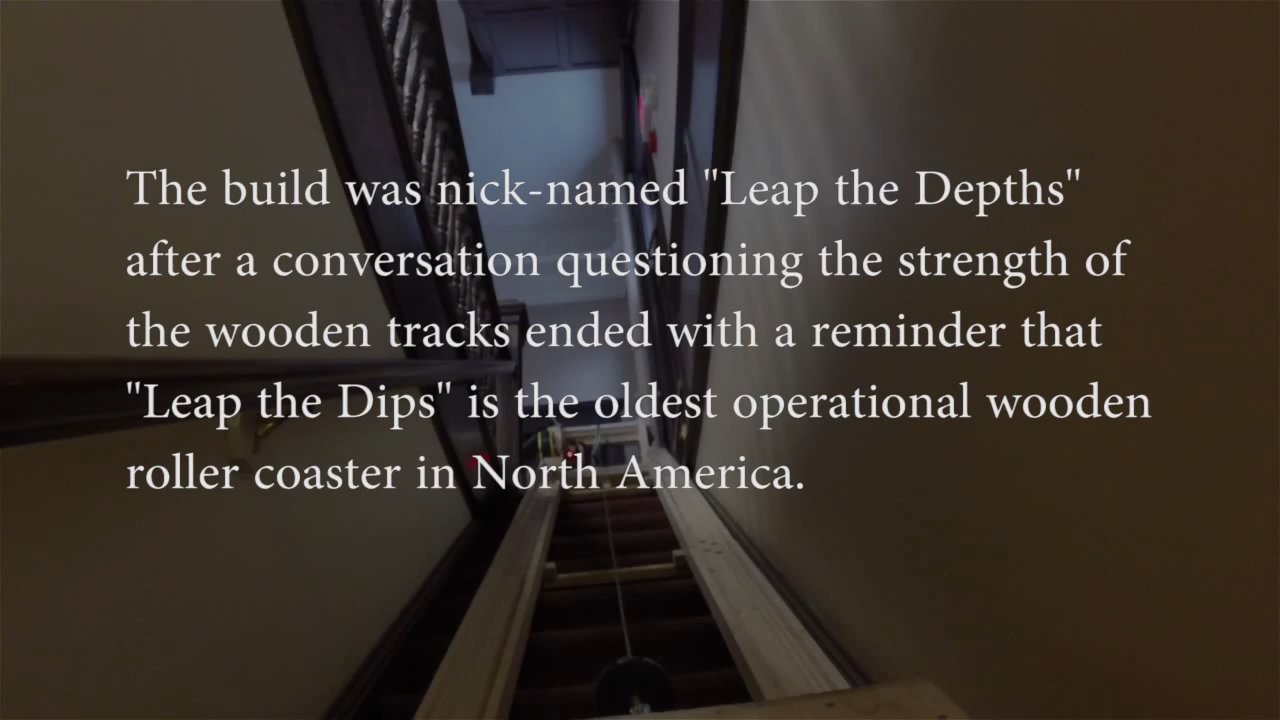 The build was nick-named "Leap the Depths"
after a conversation questioning the strength of
the wooden tracks ended with a reminder that
"Leap the Dips" is the oldest operational wooden
roller coaster in North America.